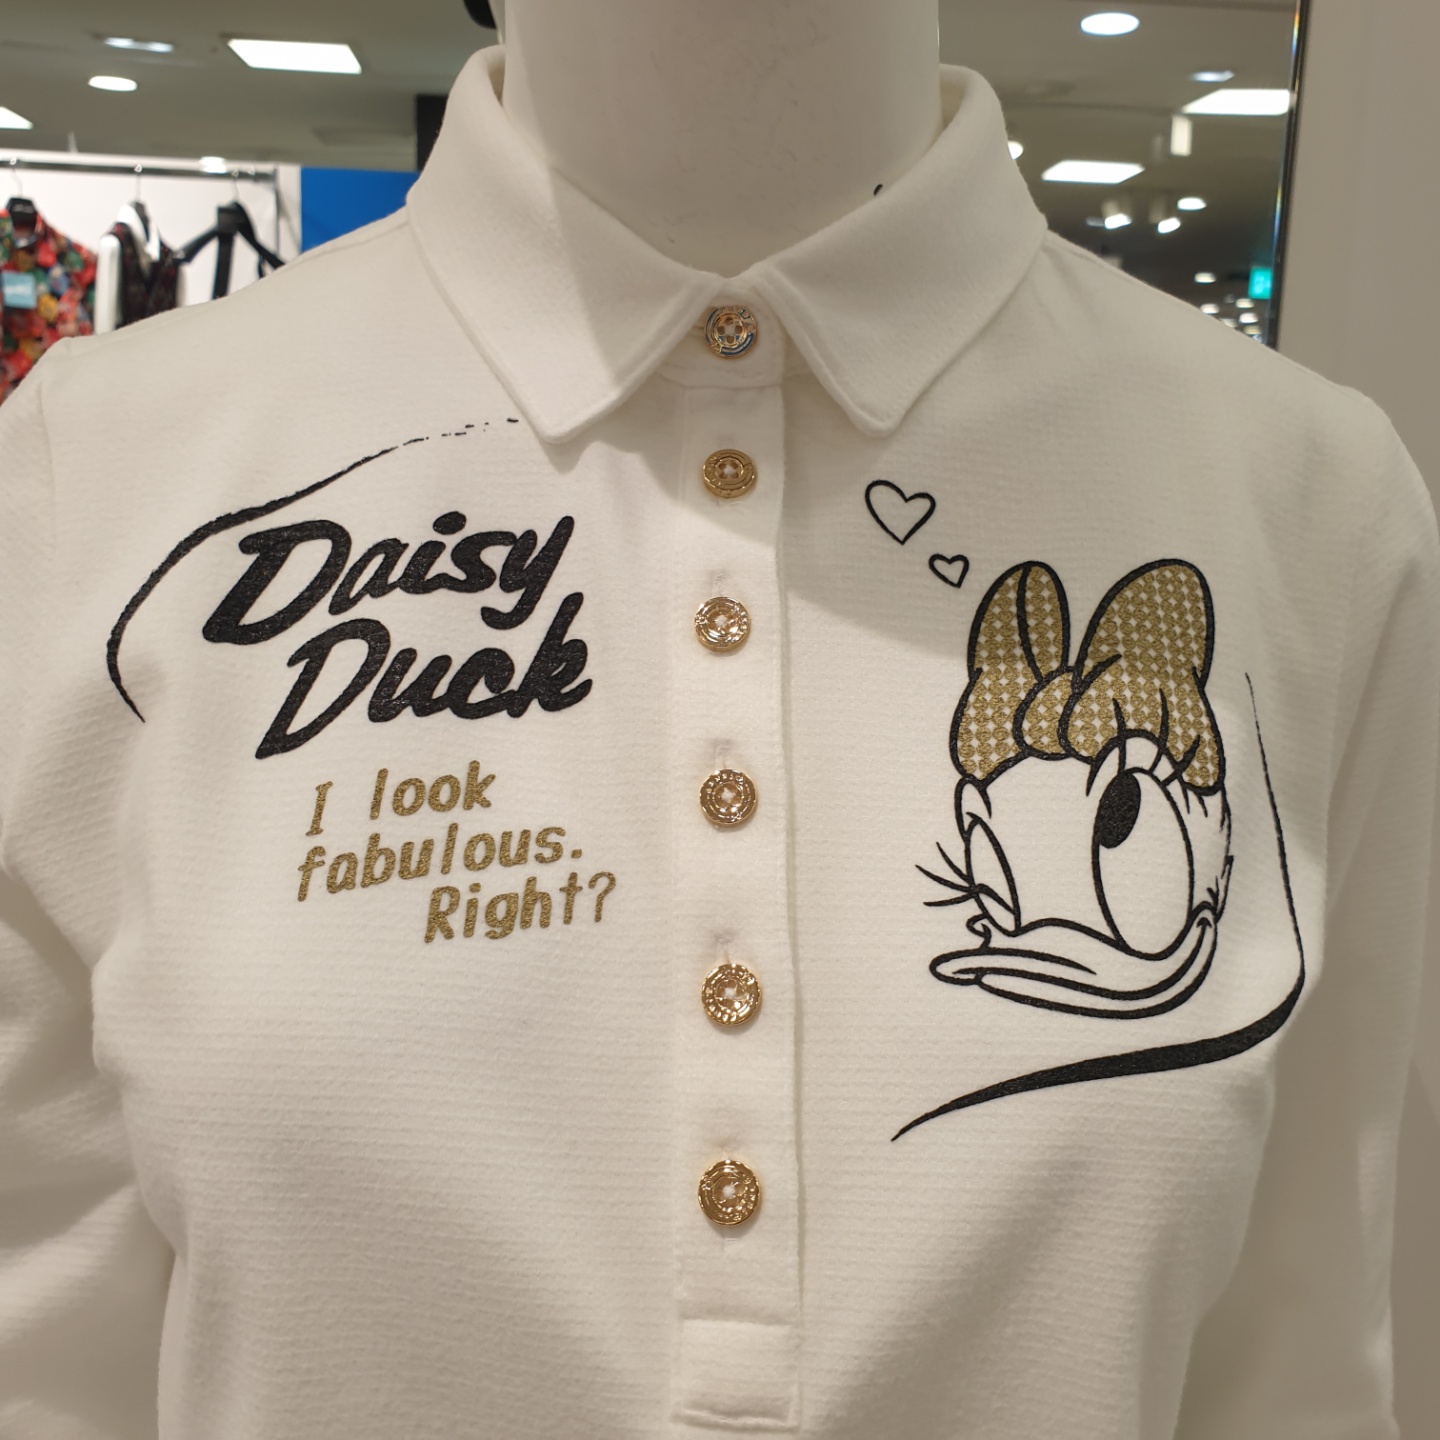 Daisy
Duck
I look
fabulous.
Right?